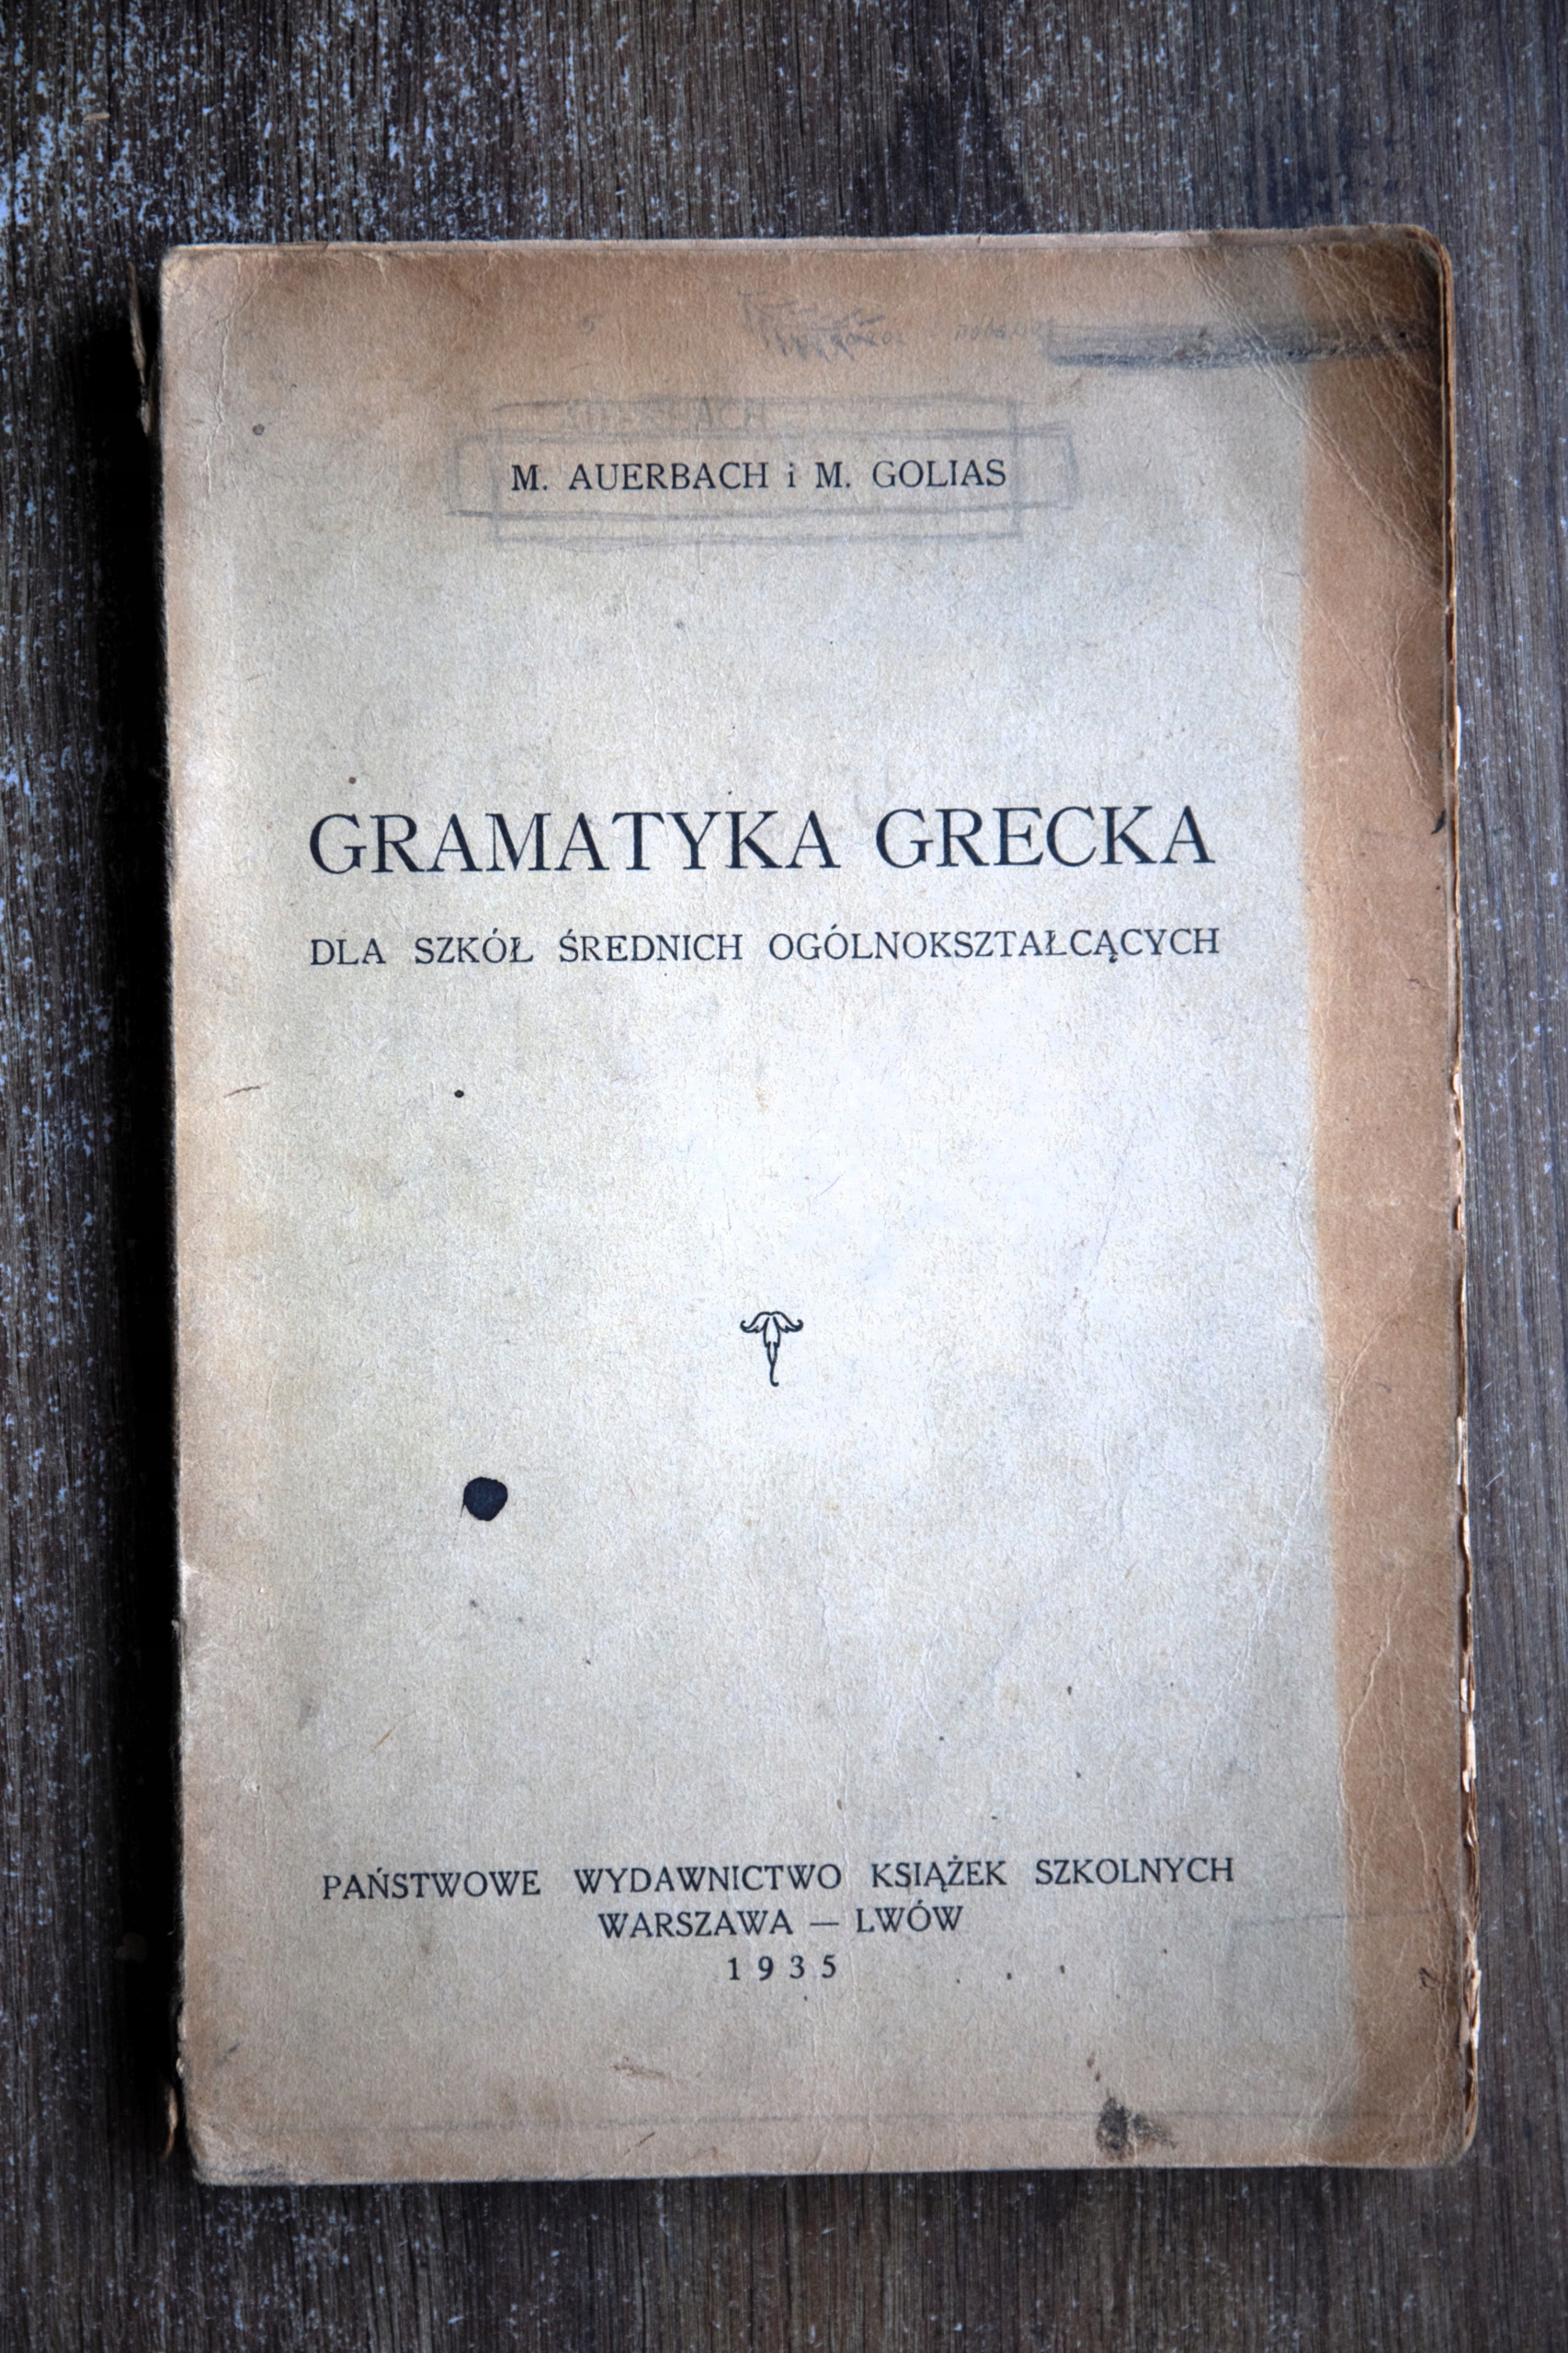 M. AUERBACH i M. GOLIAS
GRAMATYKA GRECKA
DLA SZKÓŁ ŚREDNICH OGÓLNOKSZTAŁCĄCYCH
PAŃSTWOWE WYDAWNICTWO KSIĄŻEK SZKOLNYCH
WARSZAWA — LWÓW
1935